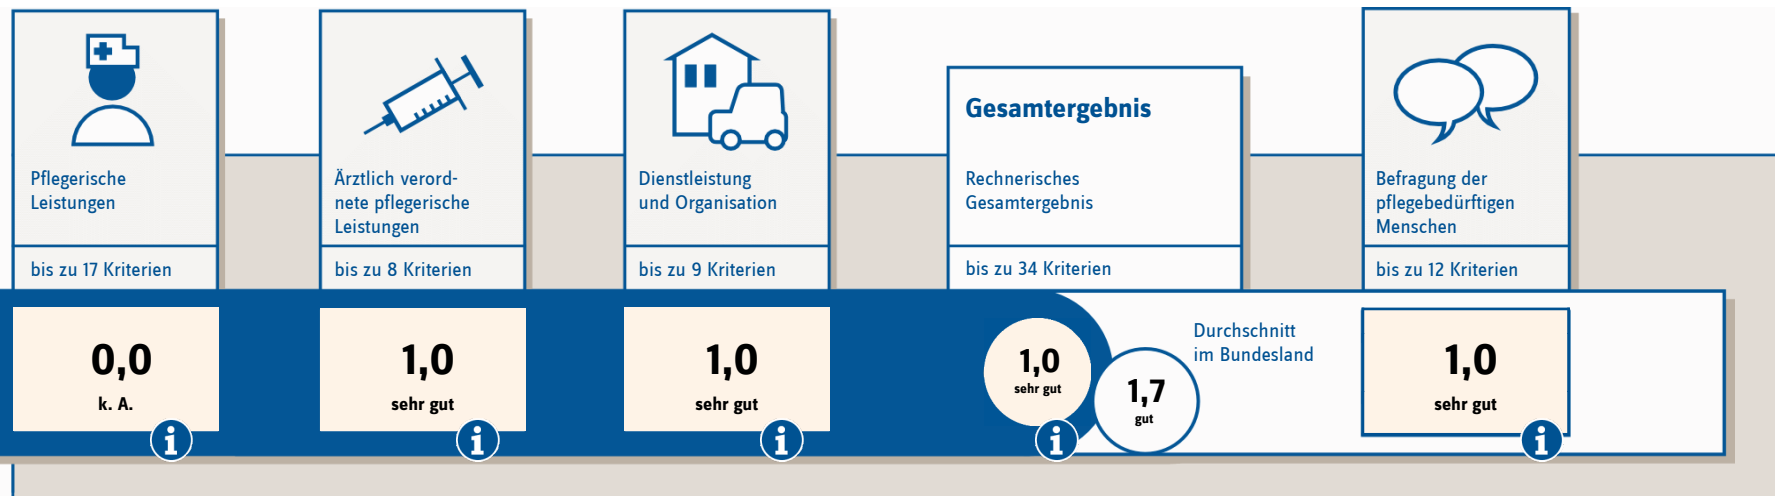 Pflegerische
Leistungen
bis zu 17 Kriterien
0,0
k. A.
Ärztlich verord-
nete pflegerische
Leistungen
bis zu 8 Kriterien
1,0
sehr gut
Dienstleistung
und Organisation
bis zu 9 Kriterien
1,0
sehr gut
Gesamtergebnis
Rechnerisches
Gesamtergebnis
bis zu 34 Kriterien
1,0
sehr gut
1,7
gut
Durchschnitt
im Bundesland
Befragung der
pflegebedürftigen
Menschen
bis zu 12 Kriterien
1,0
sehr gut